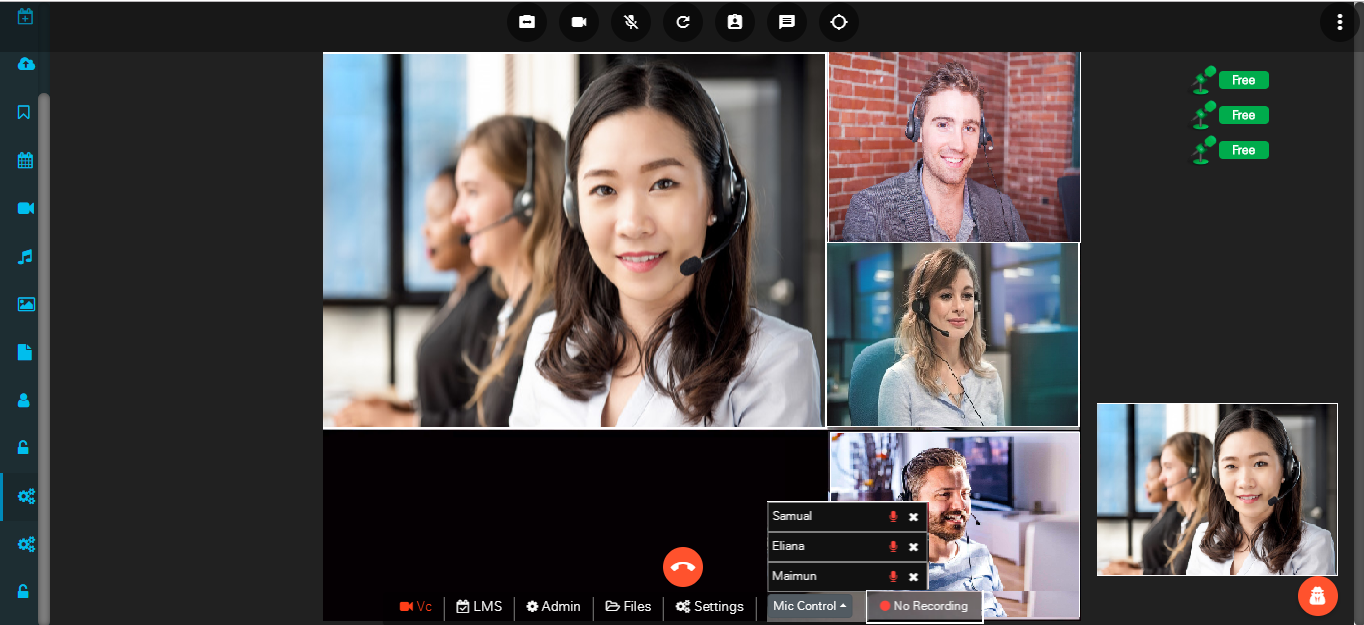 Free
Free
Free
Samual
Eliana
Maimun
Vc LMS Admin Files Settings Mic Control No Recording